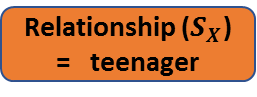 Relationship (S_X)
= teenager